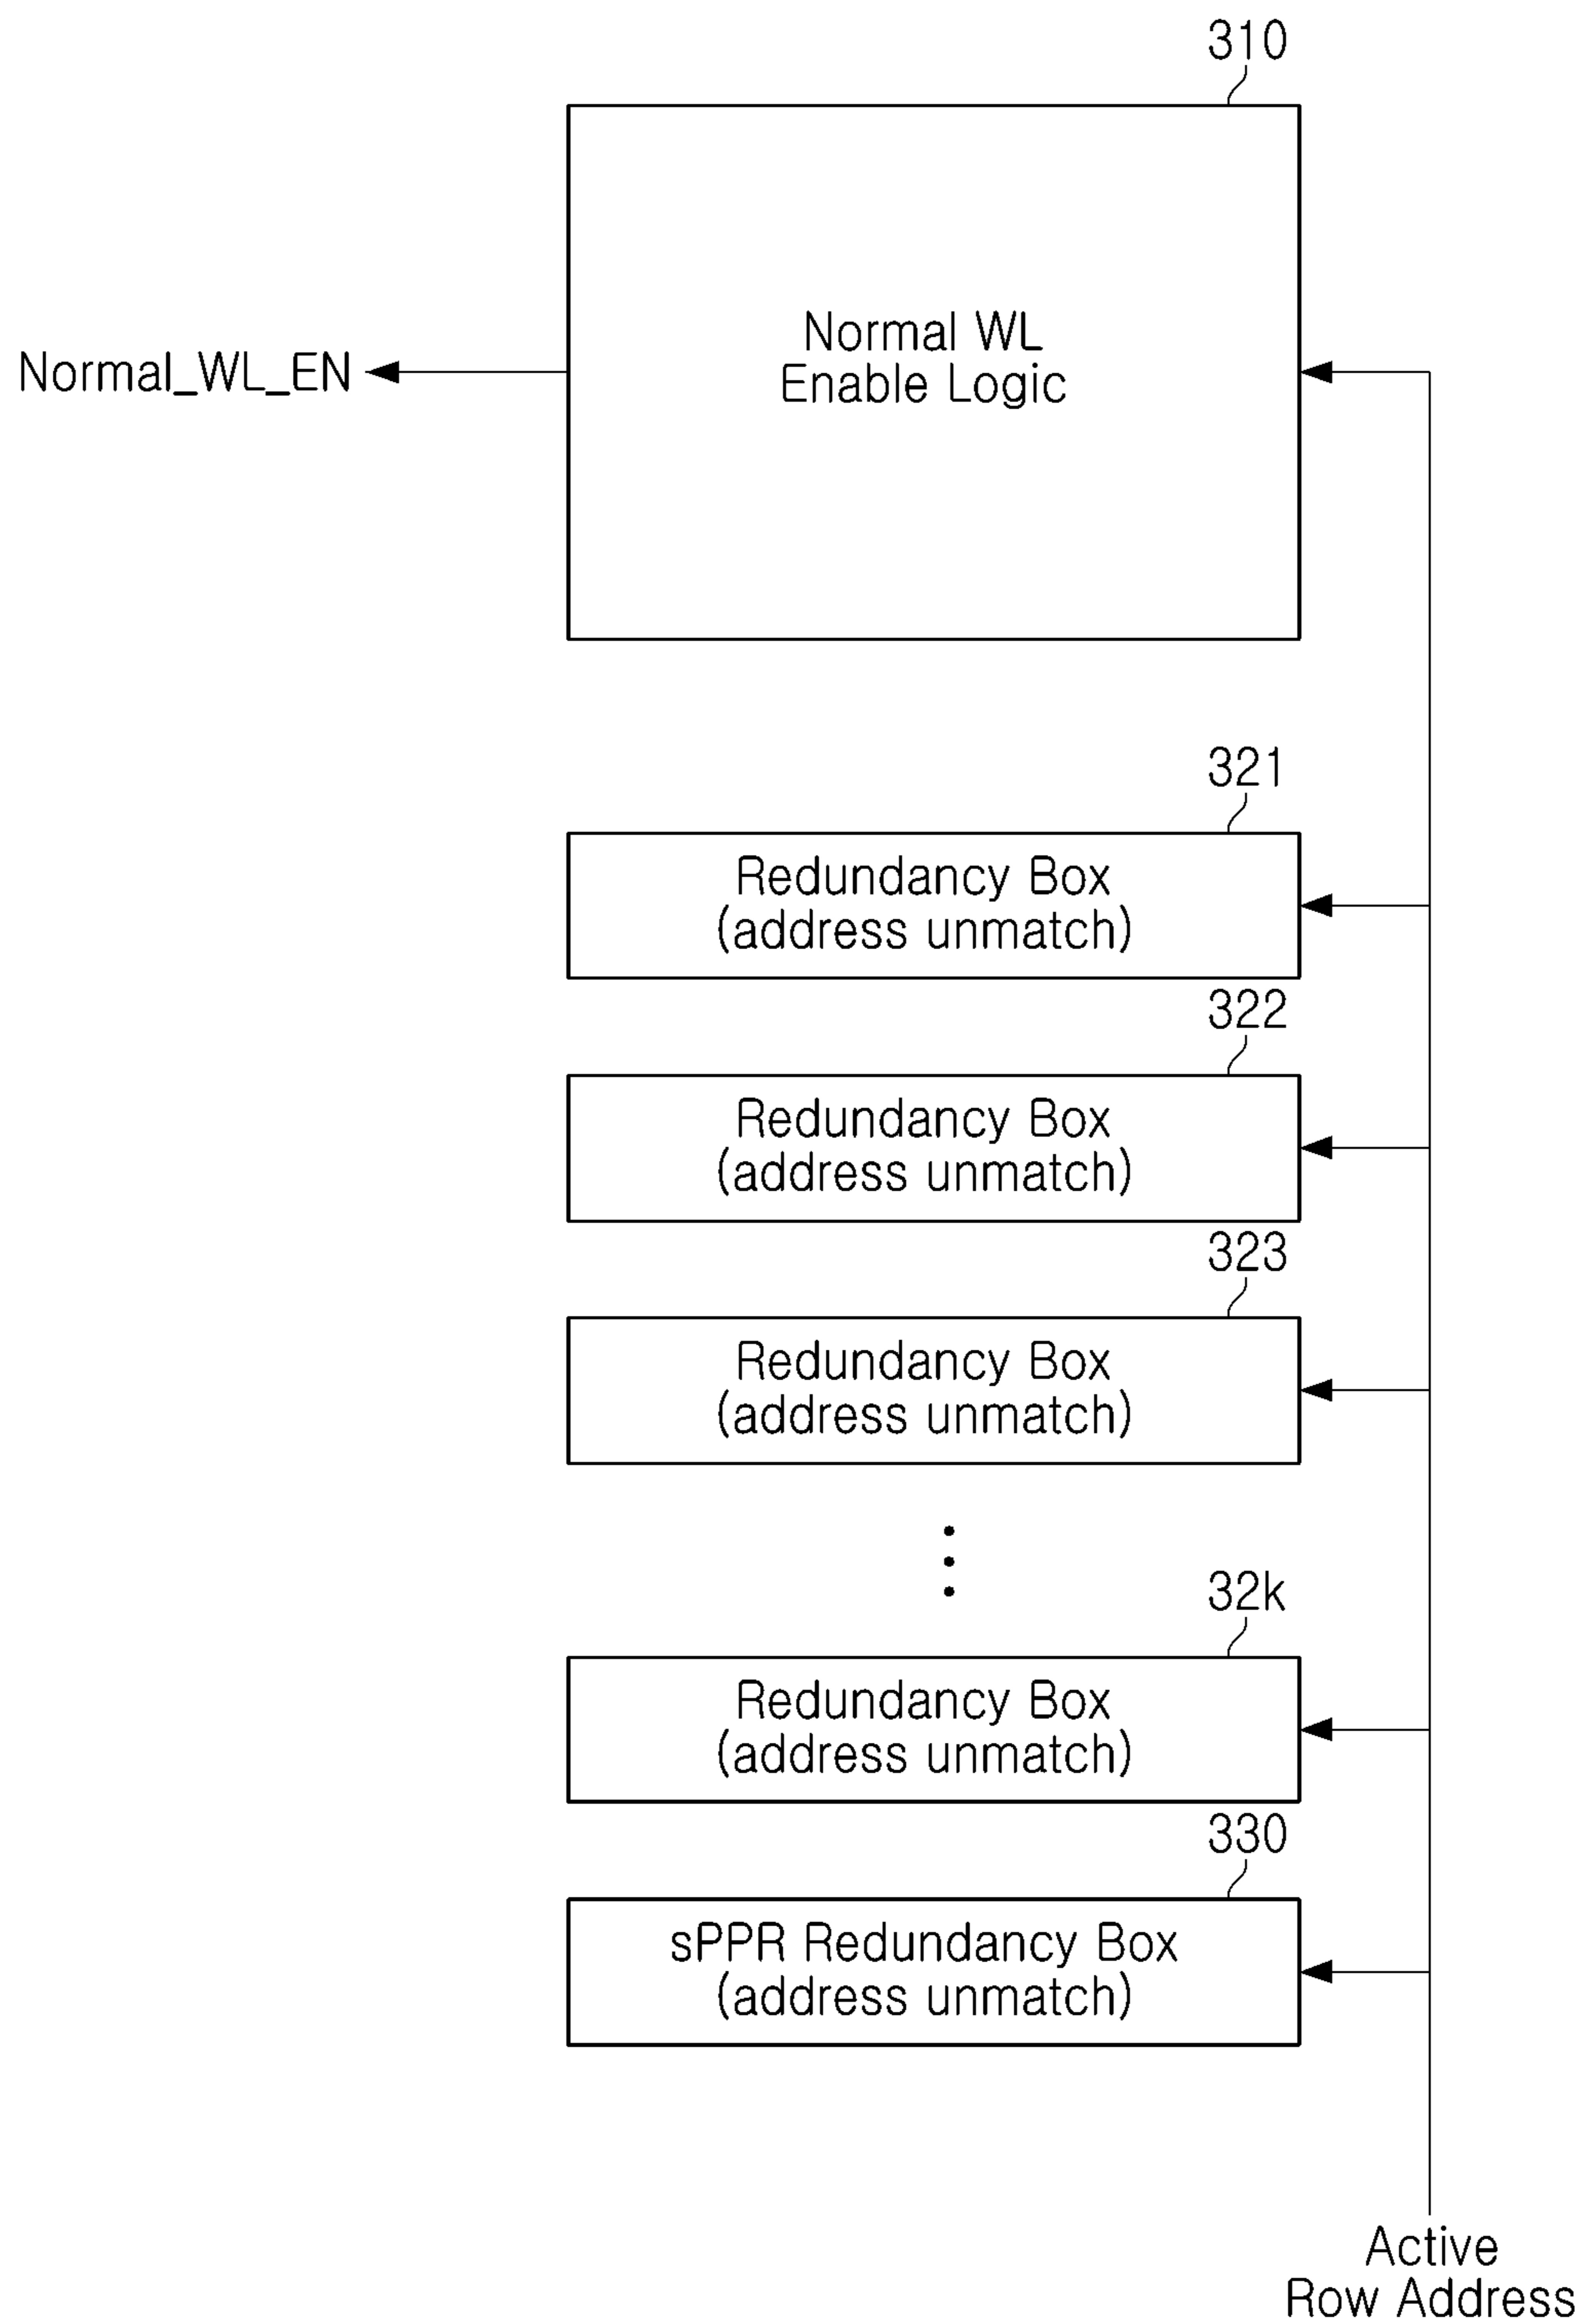 310
Normal WL
Enable Logic
Normal_WL_EN
321
Redundancy Box
(address unmatch)
322
Redundancy Box
(address unmatch)
323
Redundancy Box
(address unmatch)
32k
Redundancy Box
(address unmatch)
330
sPPR Redundancy Box
(address unmatch)
Active
Row Address